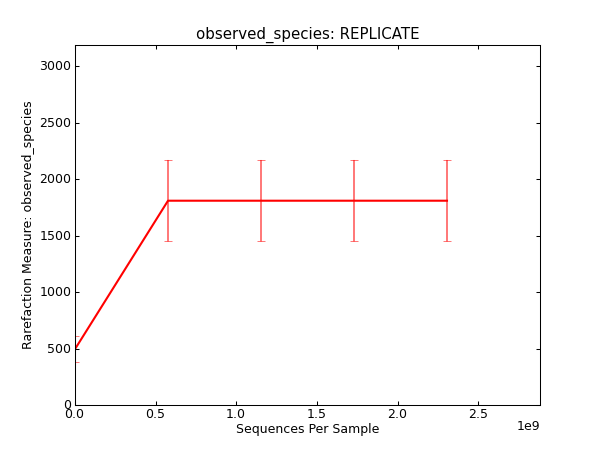 observed_species: REPLICATE
Rarefaction Measure: observed_species
3000
2500
2000
1500
1000
500
0
0.0 0.5 1.0 1.5 2.0 2.5
1e9
Sequences Per Sample